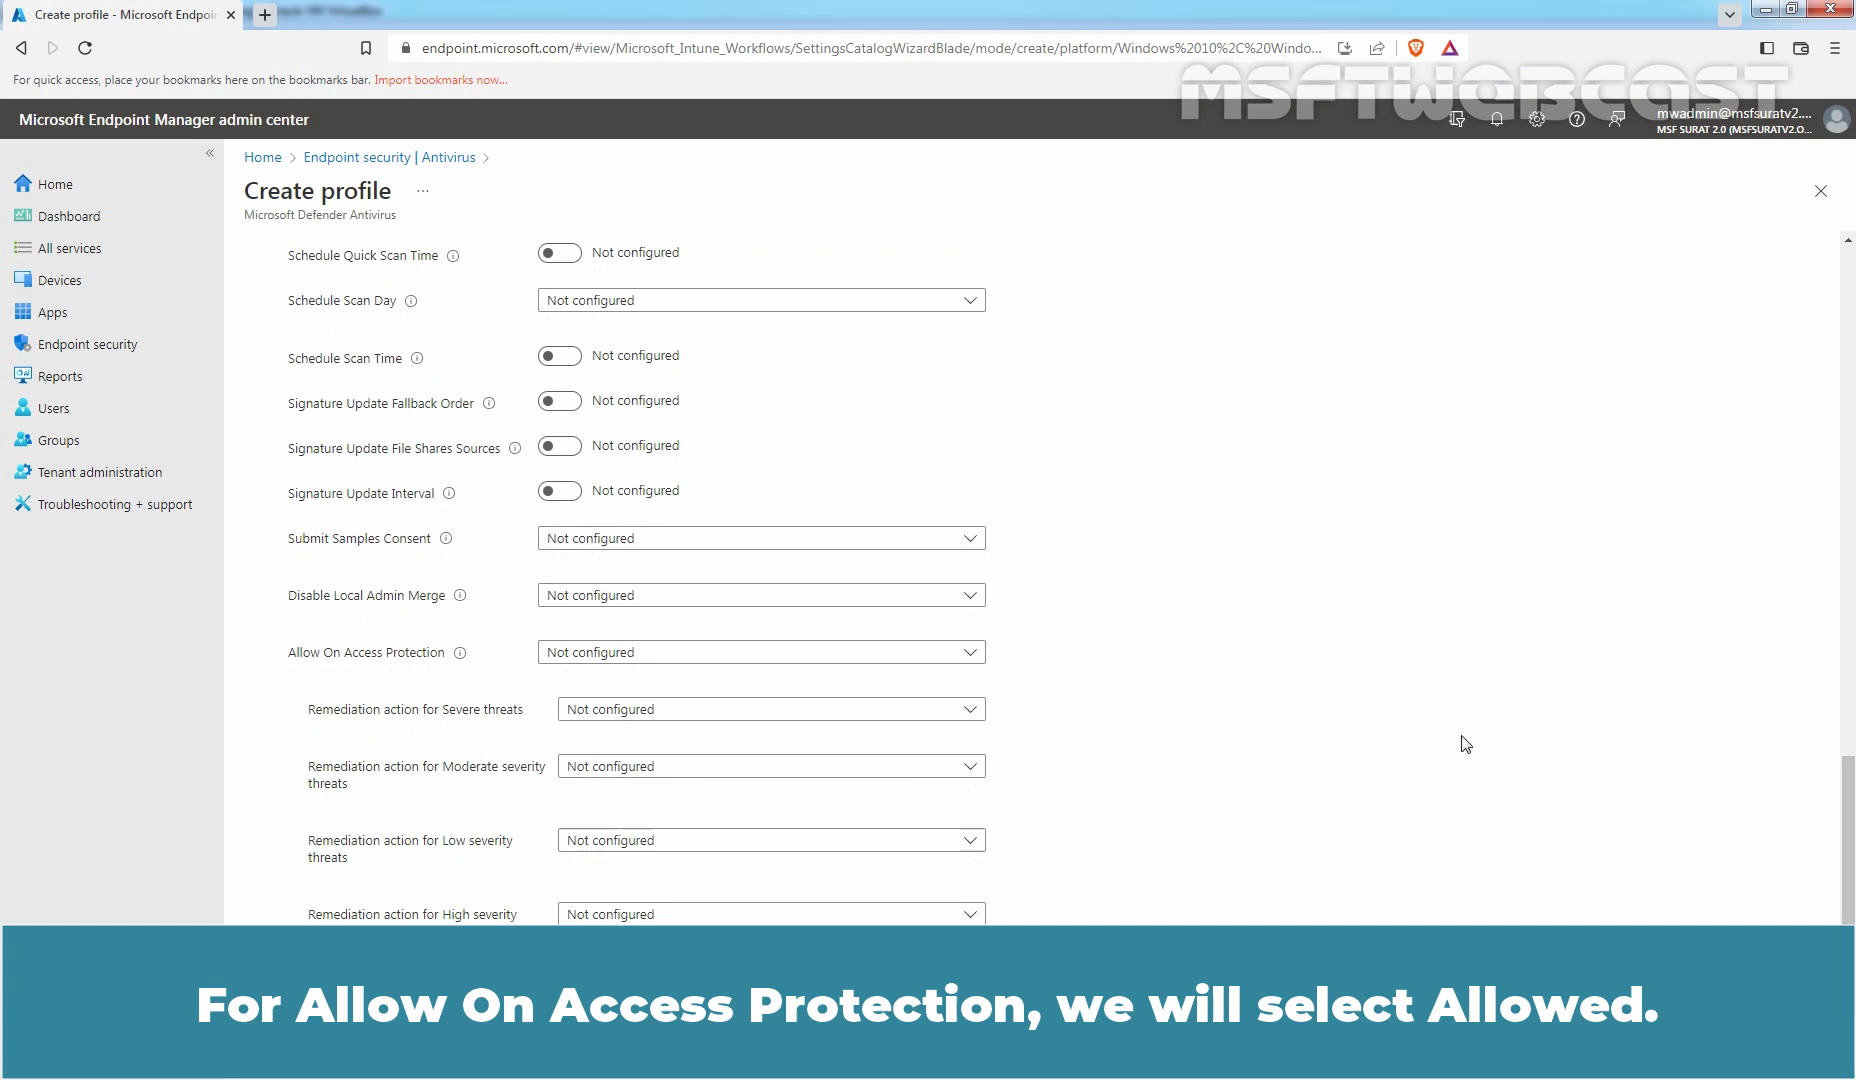 Create profile - Microsoft Endpoin
endpoint.microsoft.com/#view/Microsoft_Intune_Workflows/SettingsCatalogWizardBlade/mode/create/platform/Windows%2010%2C%20Windo...
For quick access, place your bookmarks here on the bookmarks bar. Import bookmarks now...
MSFTWEBCAST
Microsoft Endpoint Manager admin center
mwadmin@msfsuratv2....
MSF SURAT 2.0 (MSFSURATV2.O...
Home
Dashboard
All services
Devices
Apps
Endpoint security
Reports
Users
Groups
Tenant administration
Troubleshooting + support
Home > Endpoint security | Antivirus >
Create profile ...
Microsoft Defender Antivirus
Schedule Quick Scan Time Not configured
Schedule Scan Day Not configured
Schedule Scan Time Not configured
Signature Update Fallback Order Not configured
Signature Update File Shares Sources Not configured
Signature Update Interval Not configured
Submit Samples Consent Not configured
Disable Local Admin Merge Not configured
Allow On Access Protection Not configured
Remediation action for Severe threats Not configured
Remediation action for Moderate severity Not configured
threats
Remediation action for Low severity Not configured
threats
Remediation action for High severity Not configured
For Allow On Access Protection, we will select Allowed.